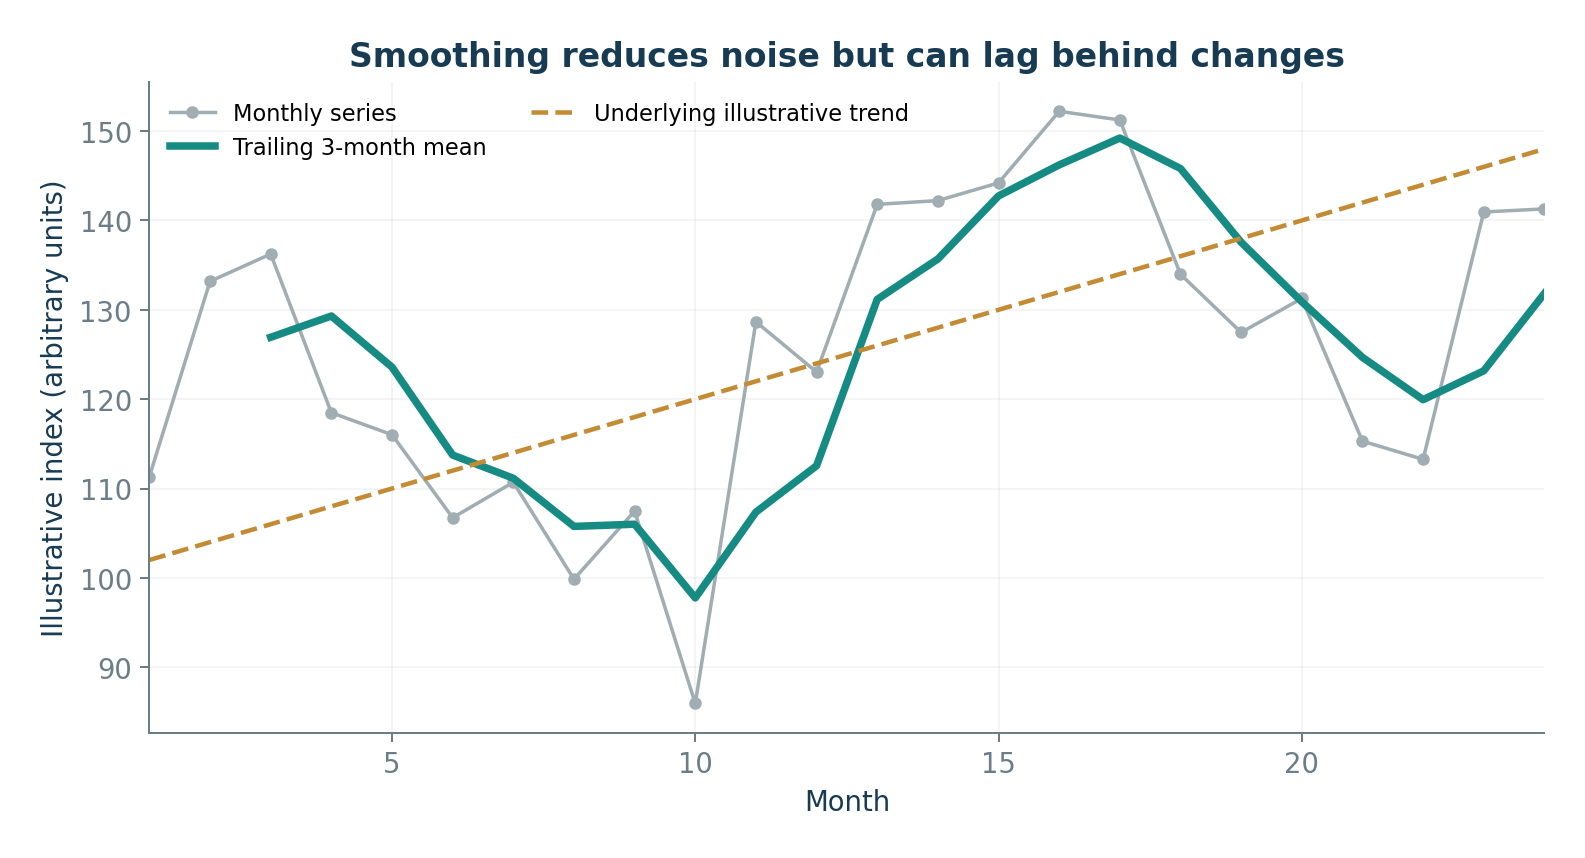 Smoothing reduces noise but can lag behind changes
Monthly series
Trailing 3-month mean
Underlying illustrative trend
Illustrative index (arbitrary units)
150
140
130
120
110
100
90
5
10
15
20
Month